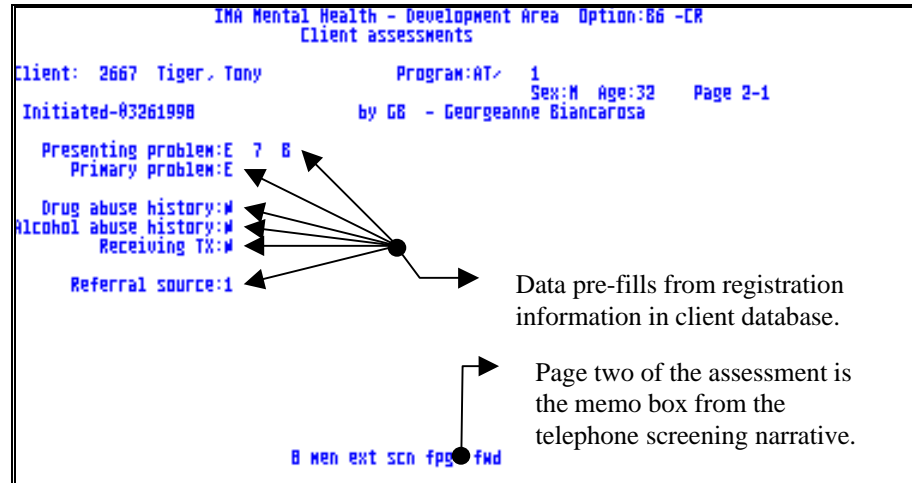 IMA Mental Health - Development Area Option:B6 -CR
Client assessments
Client: 2667 Tiger, Tony Program:AT/ 1
Sex:M Age:32 Page 2-1
Initiated-03261998 by GB - Georgeanne Biancarosa
Presenting problem:E 7 8
Primary problem:E
Drug abuse history:N
Alcohol abuse history:N
Receiving TX:N
Referral source:1
Data pre-fills from registration
information in client database.
Page two of the assessment is
the memo box from the
telephone screening narrative.
men ext scn fpg fwd